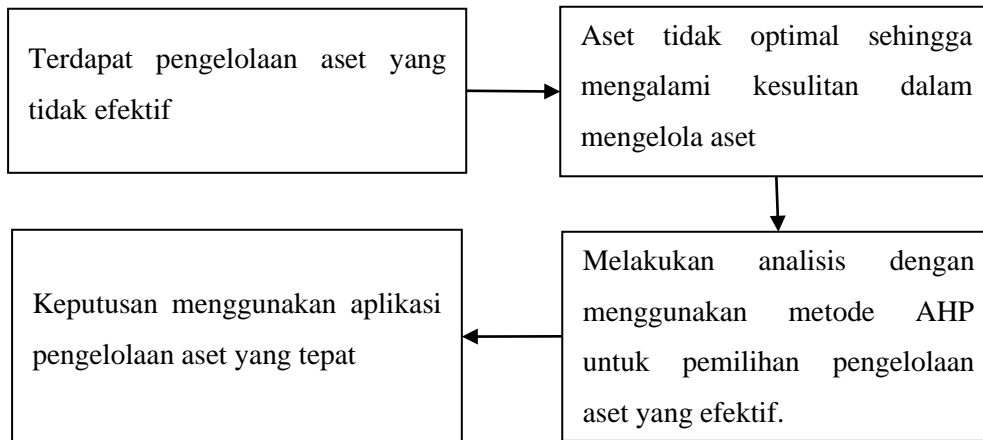 Terdapat pengelolaan aset yang
tidak efektif
Aset tidak optimal sehingga
mengalami kesulitan dalam
mengelola aset
Melakukan analisis dengan
menggunakan metode AHP
untuk pemilihan pengelolaan
aset yang efektif.
Keputusan menggunakan aplikasi
pengelolaan aset yang tepat